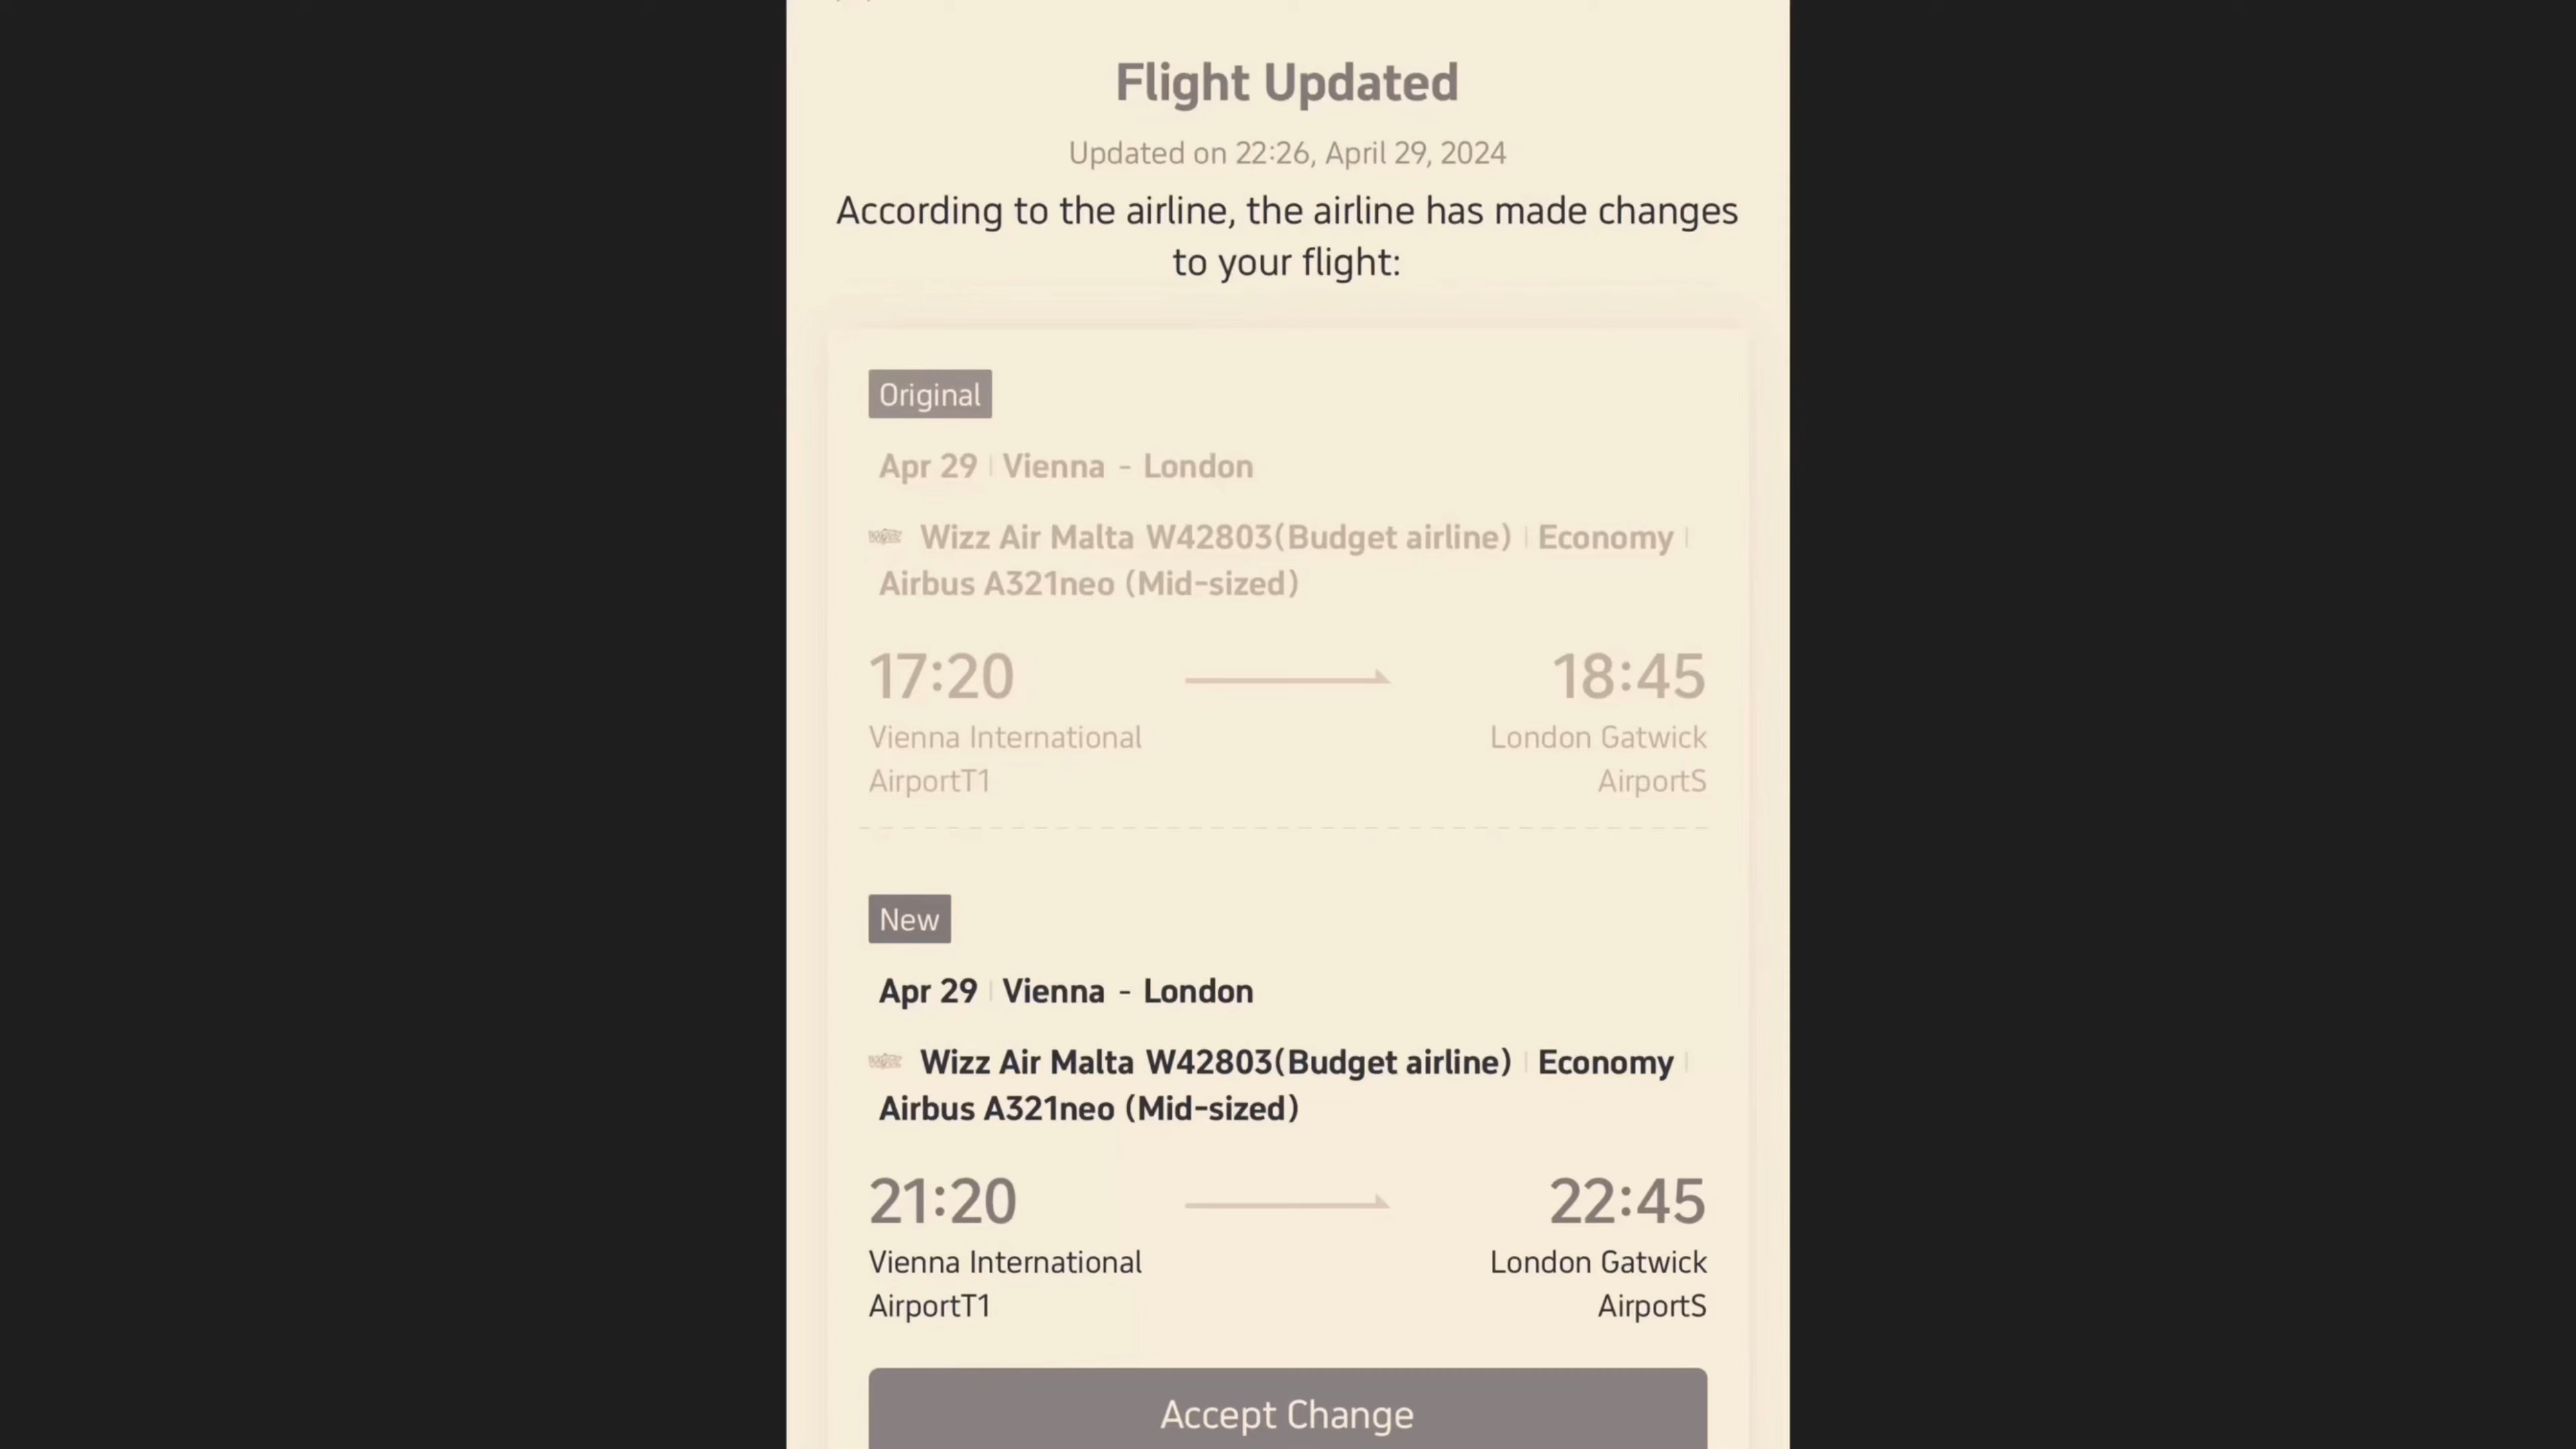 Flight Updated
Updated on 22:26, April 29, 2024
According to the airline, the airline has made changes
to your flight:
Original
Apr 29 | Vienna - London
Wizz Air Malta W42803(Budget airline) | Economy |
Airbus A321neo (Mid-sized)
17:20 18:45
Vienna International London Gatwick
AirportT1 AirportS
New
Apr 29 | Vienna - London
Wizz Air Malta W42803(Budget airline) | Economy |
Airbus A321neo (Mid-sized)
21:20 22:45
Vienna International London Gatwick
AirportT1 AirportS
Accept Change